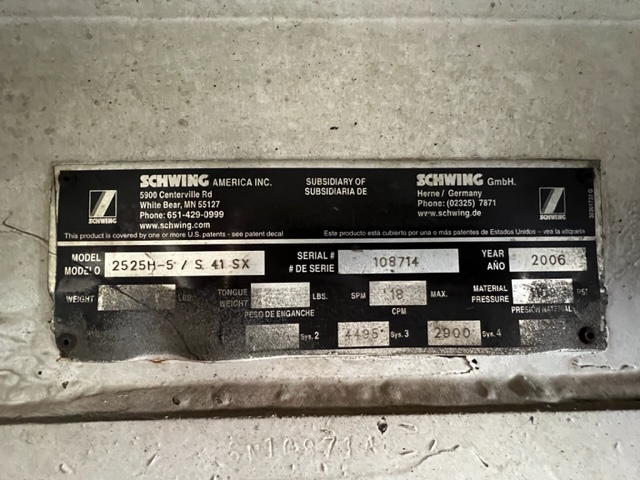 SCHWING AMERICA INC.
5900 Centerville Rd
White Bear, MN 55127
Phone: 651-429-0999
www.schwing.com
SUBSIDIARY OF
SUBSIDIARIA DE
SCHWING GmbH.
Herne / Germany
Phone: (02325) 7871
www.schwing.de
SCHWING
SCHWING
This product is covered by one or more U.S. patents - see patent decal
Este producto está cubierto por una o más patentes de Estados Unidos - vea la etiqueta
MODEL
MODELO
2525H-5 / S 41 SX
SERIAL #
# DE SERIE
108714
YEAR
AÑO
2006
WEIGHT
LBS.
TONGUE
WEIGHT
LBS.
PESO DE ENGANCHE
SPM
18
MAX.
CPM
MATERIAL
PRESSURE
PSI
PRESIÓN MATERIAL
Sys. 2
4495
Sys. 3
2900
Sys. 4
SN108714